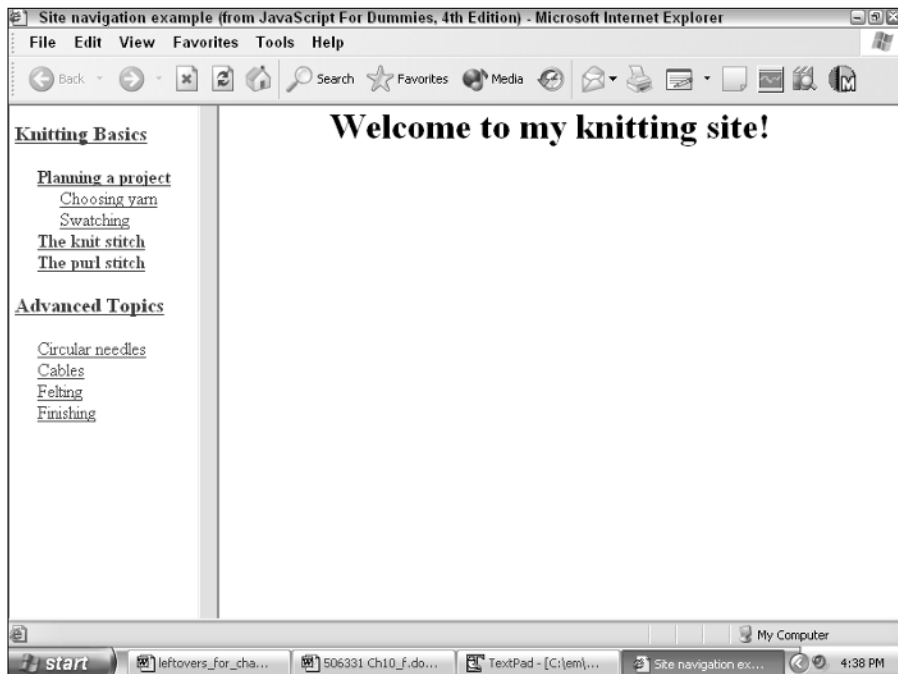 Site navigation example (from JavaScript For Dummies, 4th Edition) - Microsoft Internet Explorer
File Edit View Favorites Tools Help
Back Search Favorites Media
Knitting Basics
Planning a project
Choosing yarn
Swatching
The knit stitch
The purl stitch
Advanced Topics
Circular needles
Cables
Felting
Finishing
Welcome to my knitting site!
My Computer
start leftovers_for_cha... 506331 Ch10_f.do... TextPad - [C:\em\... Site navigation ex... 4:38 PM